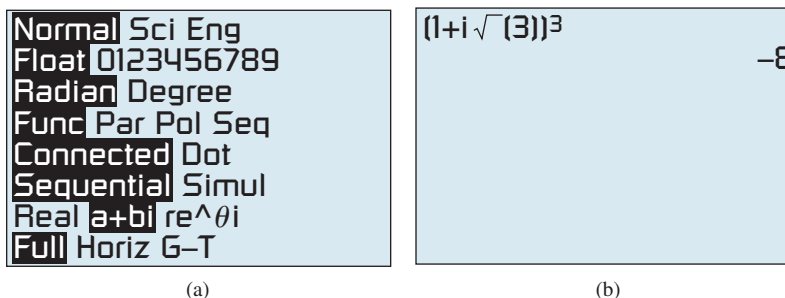 Normal Sci Eng
Float 0123456789
Radian Degree
Func Par Pol Seq
Connected Dot
Sequential Simul
Real a+bi re^θi
Full Horiz G–T
(a)
(1+i√(3))³
–8
(b)